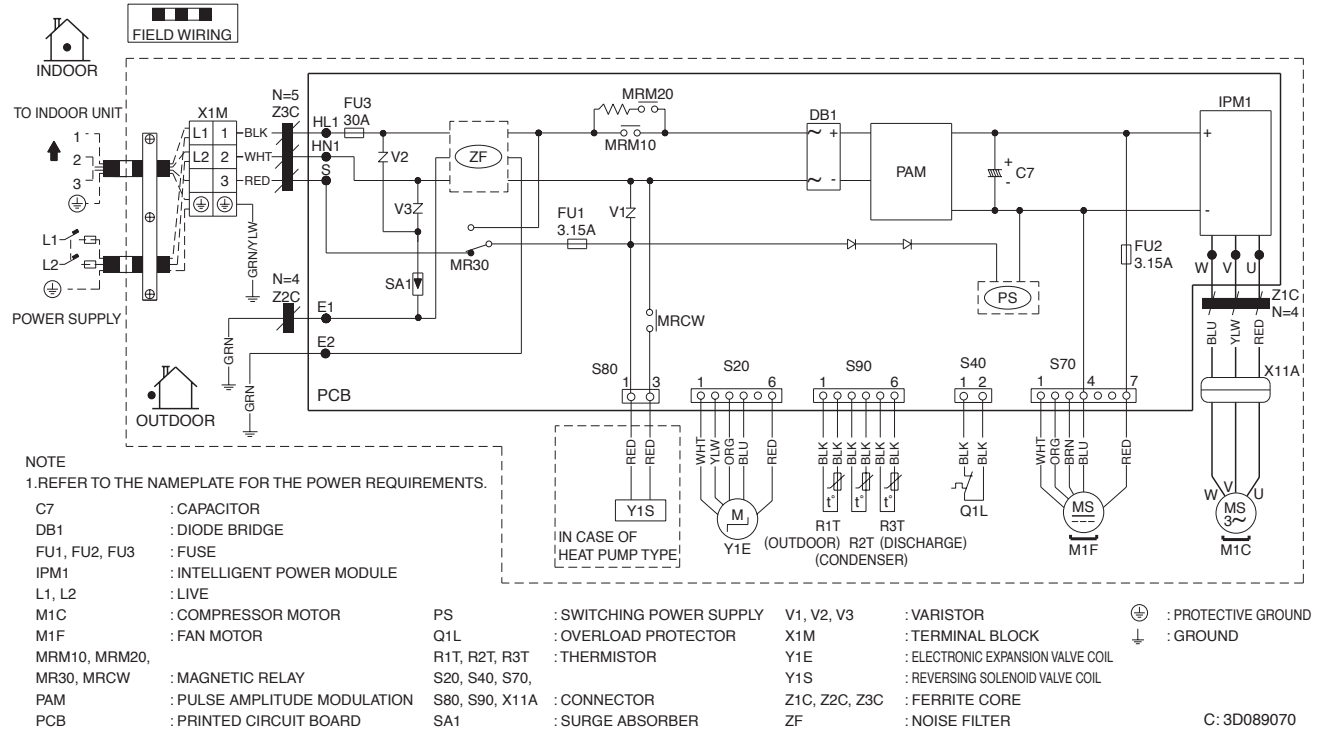 FIELD WIRING
INDOOR
TO INDOOR UNIT
1
2
3
L1
L2
POWER SUPPLY
X1M
L1 1
L2 2
3
BLK
WHT
RED
GRN/YLW
N=5
Z3C
HL1
HN1
S
FU3
30A
V2
V3
ZF
SA1
N=4
Z2C
E1
E2
GRN
GRN
OUTDOOR
PCB
MR30
FU1
3.15A
MRM20
MRM10
V1
MRCW
DB1
~ +
~ -
PAM
+
C7
-
PS
FU2
3.15A
IPM1
+
-
W V U
Z1C
N=4
BLU
YLW
RED
X11A
W V U
MS
3~
M1C
S80
1 3
RED
RED
Y1S
IN CASE OF
HEAT PUMP TYPE
S20
1 6
WHT
YLW
ORG
BLU
RED
M
Y1E
S90
1 6
BLK
BLK
BLK
BLK
BLK
BLK
t°
t°
t°
R1T R3T
(OUTDOOR) R2T (DISCHARGE)
(CONDENSER)
S40
1 2
BLK
BLK
Q1L
S70
1 4 7
WHT
ORG
BRN
BLU
RED
MS
M1F
NOTE
1.REFER TO THE NAMEPLATE FOR THE POWER REQUIREMENTS.
C7 : CAPACITOR
DB1 : DIODE BRIDGE
FU1, FU2, FU3 : FUSE
IPM1 : INTELLIGENT POWER MODULE
L1, L2 : LIVE
M1C : COMPRESSOR MOTOR
M1F : FAN MOTOR
MRM10, MRM20,
MR30, MRCW : MAGNETIC RELAY
PAM : PULSE AMPLITUDE MODULATION
PCB : PRINTED CIRCUIT BOARD
PS : SWITCHING POWER SUPPLY
Q1L : OVERLOAD PROTECTOR
R1T, R2T, R3T : THERMISTOR
S20, S40, S70,
S80, S90, X11A : CONNECTOR
SA1 : SURGE ABSORBER
V1, V2, V3 : VARISTOR
X1M : TERMINAL BLOCK
Y1E : ELECTRONIC EXPANSION VALVE COIL
Y1S : REVERSING SOLENOID VALVE COIL
Z1C, Z2C, Z3C : FERRITE CORE
ZF : NOISE FILTER
: PROTECTIVE GROUND
: GROUND
C: 3D089070